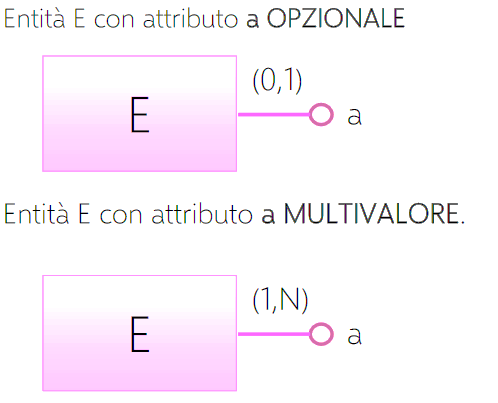 Entità E con attributo a OPZIONALE
(0,1)
E
a
Entità E con attributo a MULTIVALORE.
(1,N)
E
a